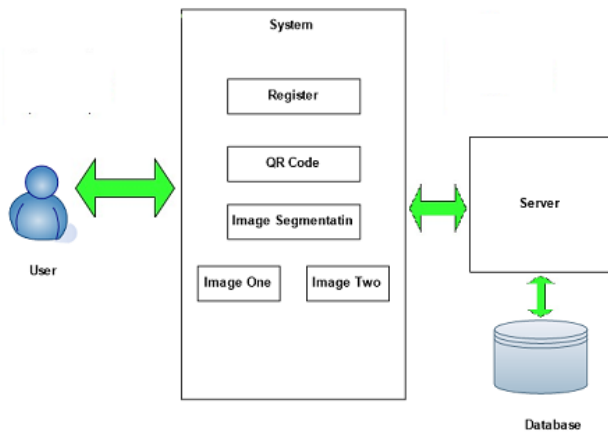 System
Register
QR Code
Image Segmentatin
Image One
Image Two
User
Server
Database